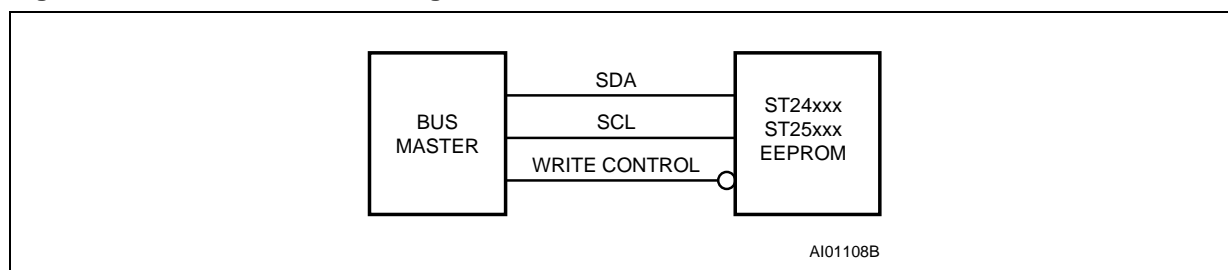 SDA
BUS
MASTER
SCL
WRITE CONTROL
ST24xxx
ST25xxx
EEPROM
AI01108B